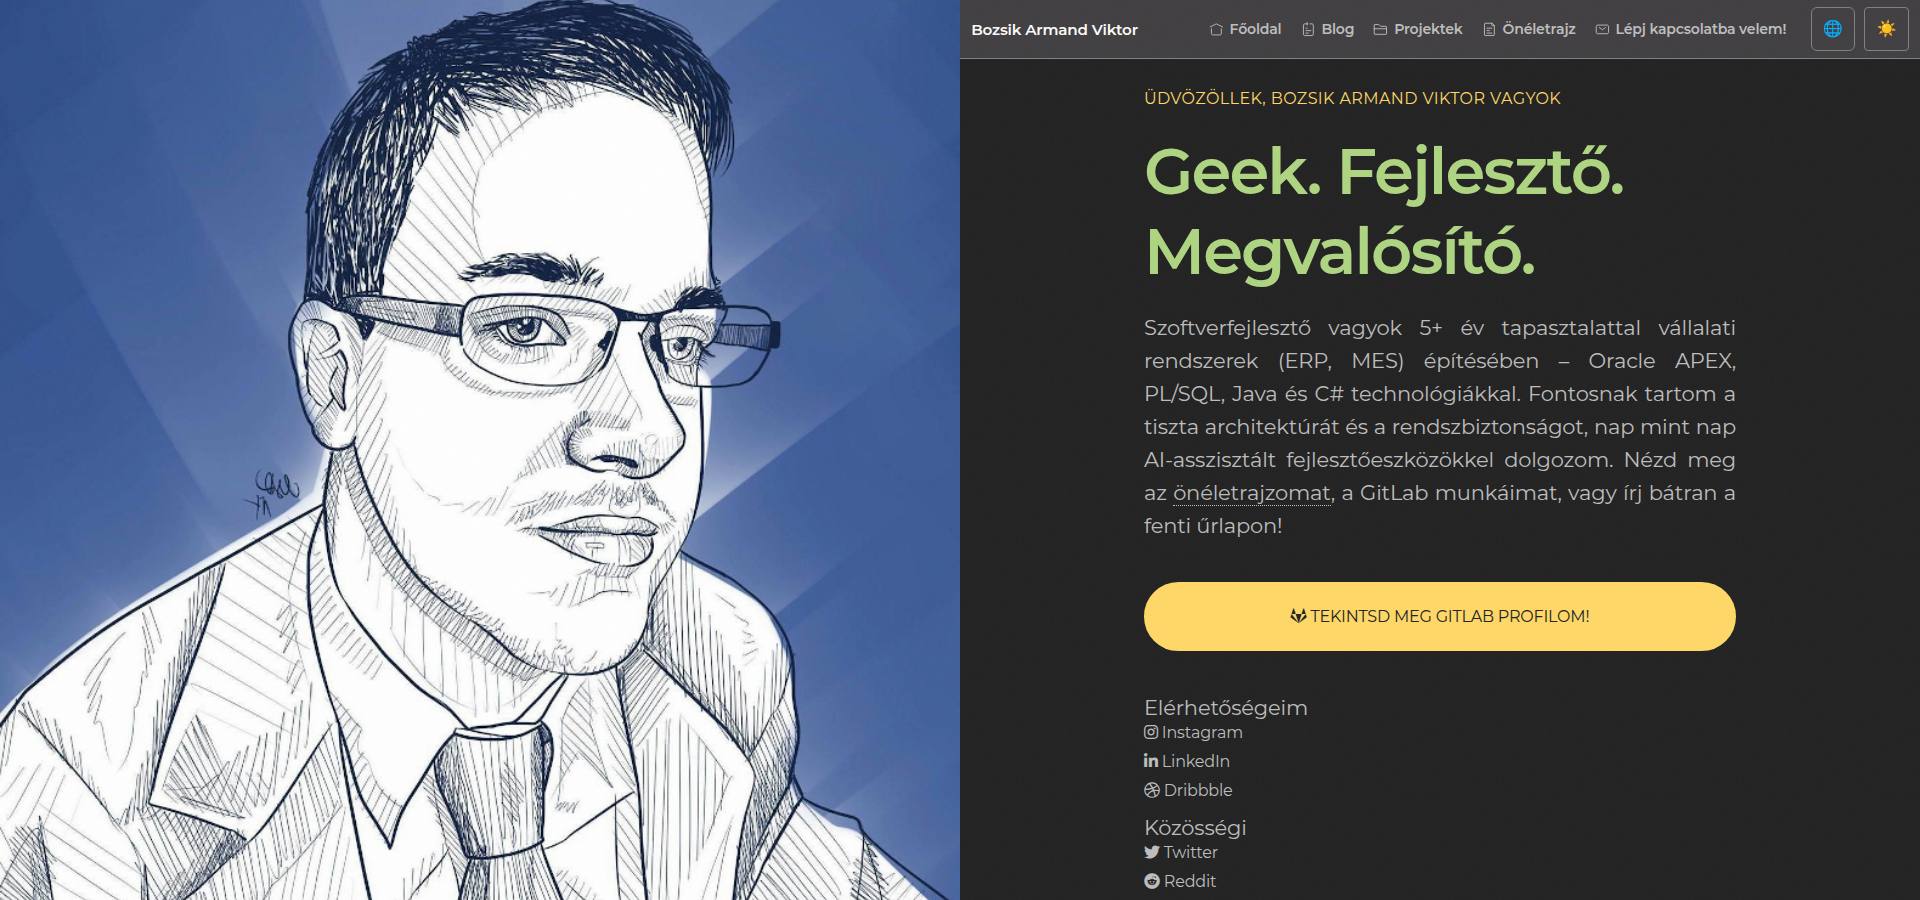 Bozsik Armand Viktor
Főoldal
Blog
Projektek
Önéletrajz
Lépj kapcsolatba velem!
ÜDVÖZÖLLEK, BOZSIK ARMAND VIKTOR VAGYOK
Geek. Fejlesztő.
Megvalósító.
Szoftverfejlesztő vagyok 5+ év tapasztalattal vállalati
rendszerek (ERP, MES) építésében – Oracle APEX,
PL/SQL, Java és C# technológiákkal. Fontosnak tartom a
tiszta architektúrát és a rendszbiztonságot, nap mint nap
AI-asszisztált fejlesztőeszközökkel dolgozom. Nézd meg
az önéletrajzomat, a GitLab munkáimat, vagy írj bátran a
fenti űrlapon!
TEKINTSD MEG GITLAB PROFILOM!
Elérhetőségeim
Instagram
LinkedIn
Dribbble
Közösségi
Twitter
Reddit